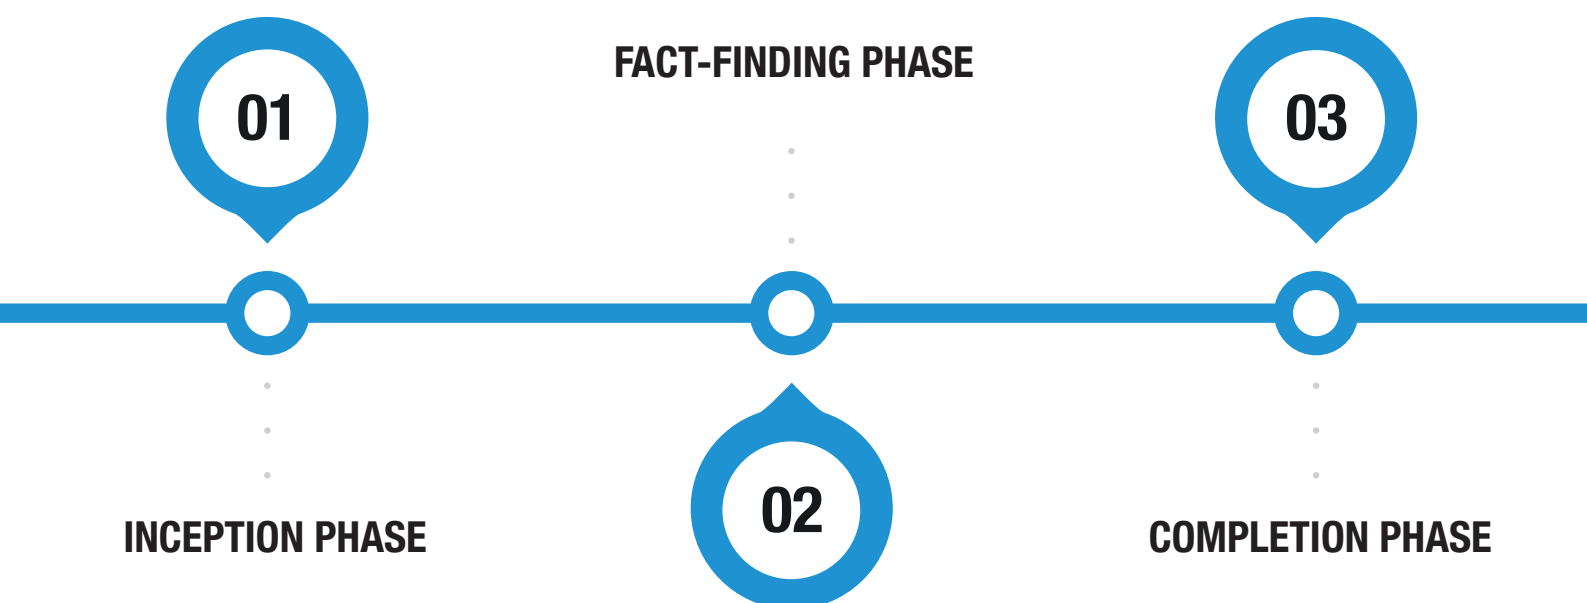 01
INCEPTION PHASE
FACT-FINDING PHASE
02
03
COMPLETION PHASE